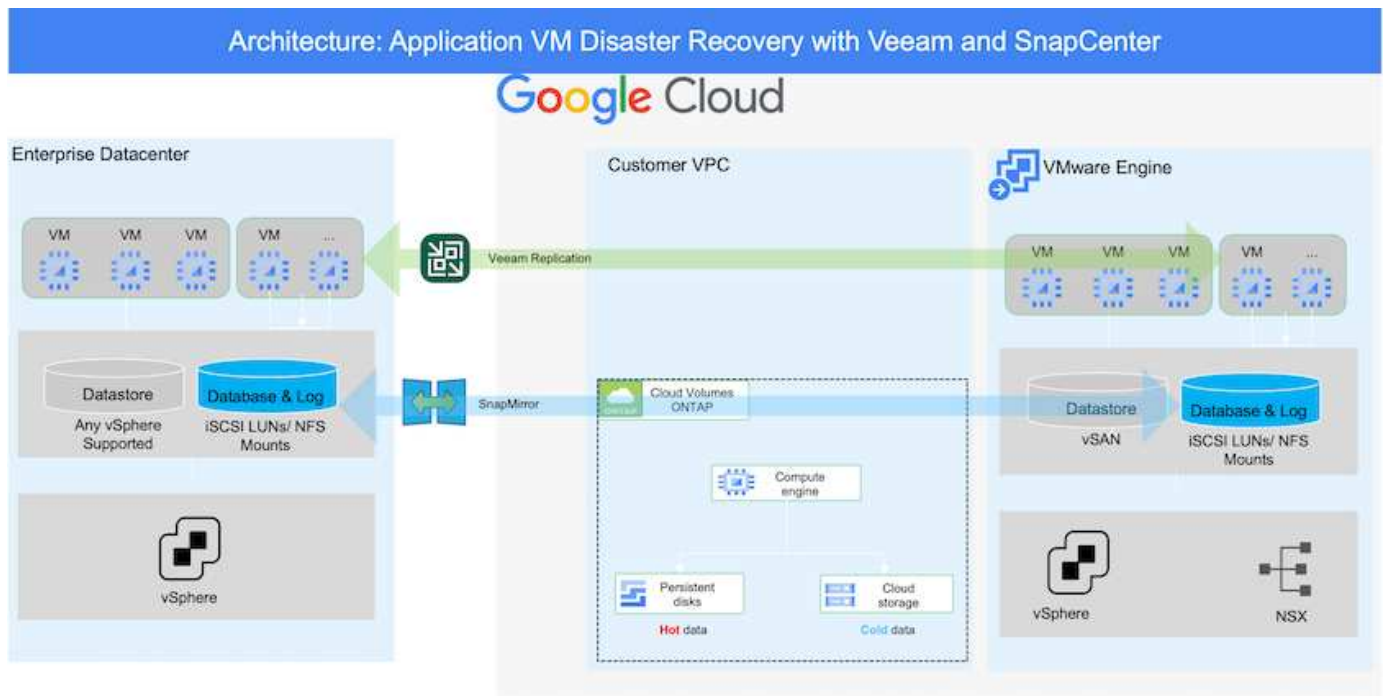 Architecture: Application VM Disaster Recovery with Veeam and SnapCenter
Google Cloud
Enterprise Datacenter
VM
VM
VM
VM
...
Datastore
Any vSphere
Supported
Database & Log
iSCSI LUNs/ NFS
Mounts
vSphere
Veeam Replication
SnapMirror
Customer VPC
ONTAP
Cloud Volumes
ONTAP
Compute
engine
Persistent
disks
Hot data
Cloud
storage
Cold data
VMware Engine
VM
VM
VM
VM
...
Datastore
vSAN
Database & Log
iSCSI LUNs/ NFS
Mounts
vSphere
NSX